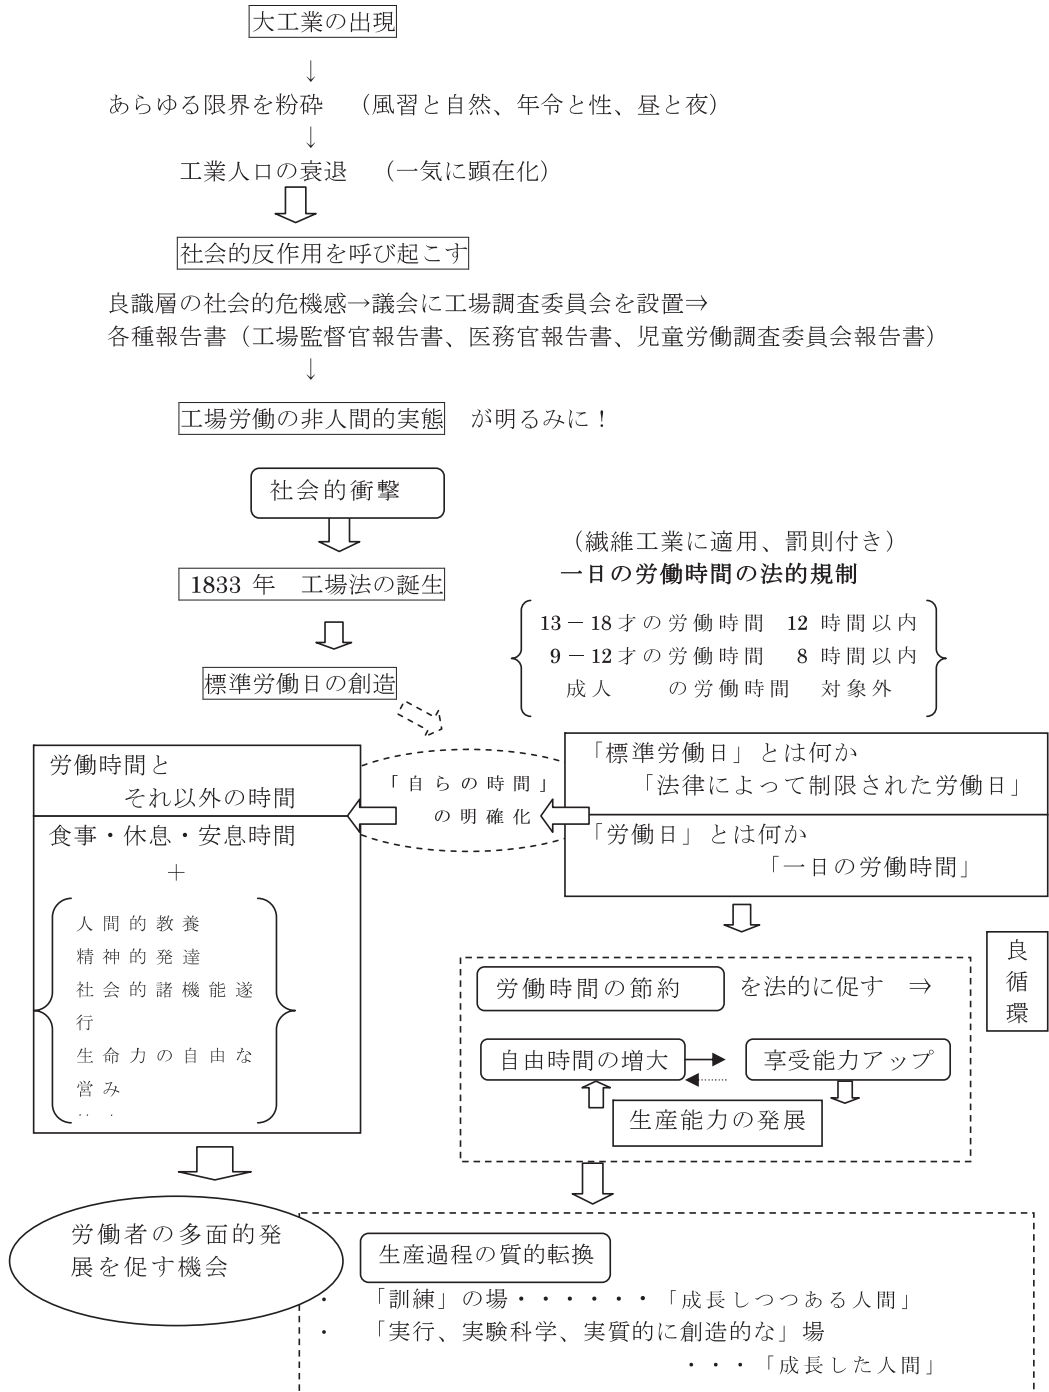 大工業の出現
↓
あらゆる限界を粉砕　（風習と自然、年令と性、昼と夜）
↓
工業人口の衰退　（一気に顕在化）
社会的反作用を呼び起こす
良識層の社会的危機感→議会に工場調査委員会を設置⇒
各種報告書（工場監督官報告書、医務官報告書、児童労働調査委員会報告書）
↓
工場労働の非人間的実態　が明るみに！
社会的衝撃
1833 年　工場法の誕生
標準労働日の創造
（繊維工業に適用、罰則付き）
一日の労働時間の法的規制
13－18才の労働時間　12 時間以内
9－12才の労働時間　8 時間以内
成人　の労働時間　対象外
労働時間と
それ以外の時間
食事・休息・安息時間
＋
人間的教養
精神的発達
社会的諸機能遂
行
生命力の自由な
営み
「自らの時間」
の明確化
「標準労働日」とは何か
「法律によって制限された労働日」
「労働日」とは何か
「一日の労働時間」
良
循
環
労働時間の節約　を法的に促す　⇒
自由時間の増大
享受能力アップ
生産能力の発展
労働者の多面的発
展を促す機会
生産過程の質的転換
・　「訓練」の場・・・・・・「成長しつつある人間」
・　「実行、実験科学、実質的に創造的な」場
・・・「成長した人間」